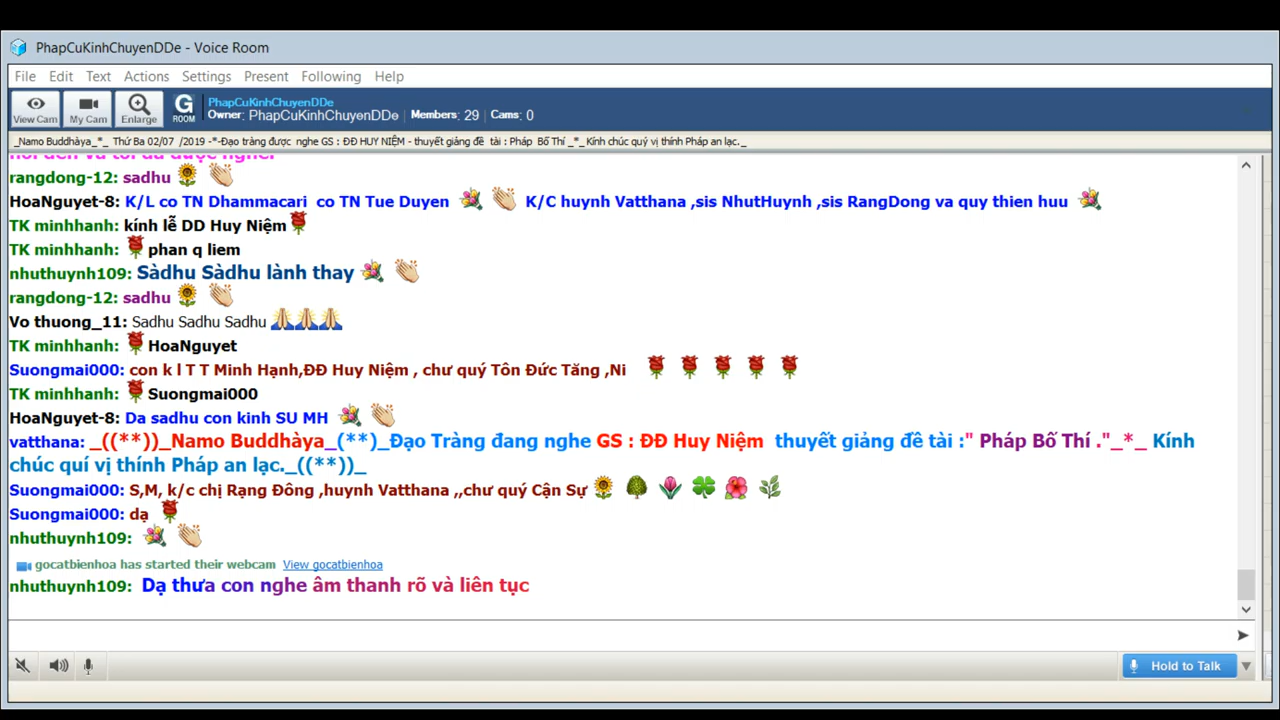 PhapCuKinhChuyenDDe - Voice Room
File Edit Text Actions Settings Present Following Help
View Cam My Cam Enlarge G ROOM
PhapCuKinhChuyenDDe
Owner: PhapCuKinhChuyenDDe Members: 29 Cams: 0
_Namo Buddhàya_*_ Thứ Ba 02/07 /2019 -*-Đạo tràng được nghe GS : ĐĐ HUY NIỆM - thuyết giảng đề tài : Pháp Bố Thí _*_ Kính chúc quý vị thính Pháp an lạc._
rangdong-12: sadhu
HoaNguyet-8: K/L co TN Dhammacari co TN Tue Duyen K/C huynh Vatthana ,sis NhutHuynh ,sis RangDong va quy thien huu
TK minhhanh: kính lễ DD Huy Niệm
TK minhhanh: phan q liem
nhuthuynh109: Sàdhu Sàdhu lành thay
rangdong-12: sadhu
Vo thuong_11: Sadhu Sadhu Sadhu
TK minhhanh: HoaNguyet
Suongmai000: con k l T T Minh Hạnh,ĐĐ Huy Niệm , chư quý Tôn Đức Tăng ,Ni
TK minhhanh: Suongmai000
HoaNguyet-8: Da sadhu con kinh SU MH
vatthana: _((**))_Namo Buddhàya_(**)_Đạo Tràng đang nghe GS : ĐĐ Huy Niệm thuyết giảng đề tài :" Pháp Bố Thí ."_*_ Kính
chúc quí vị thính Pháp an lạc._((**))_
Suongmai000: S,M, k/c chị Rạng Đông ,huynh Vatthana ,,chư quý Cận Sự
Suongmai000: dạ
nhuthuynh109:
gocatbienhoa has started their webcam View gocatbienhoa
nhuthuynh109: Dạ thưa con nghe âm thanh rõ và liên tục
Hold to Talk